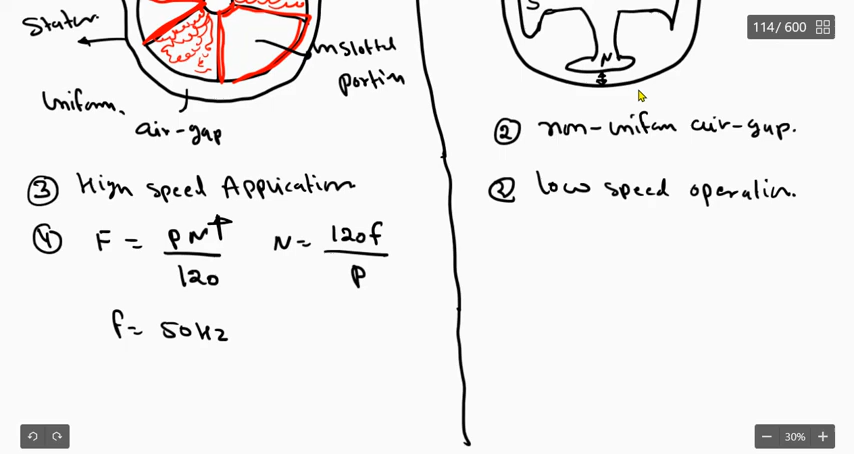 Stator
unslotted
portion
Uniform
air-gap
③ High speed Application
④ F = PN↑ / 120 N = 120f / P
f = 50Hz
S
N
② non-unifom air-gap.
② low speed operation.
114 / 600
30%